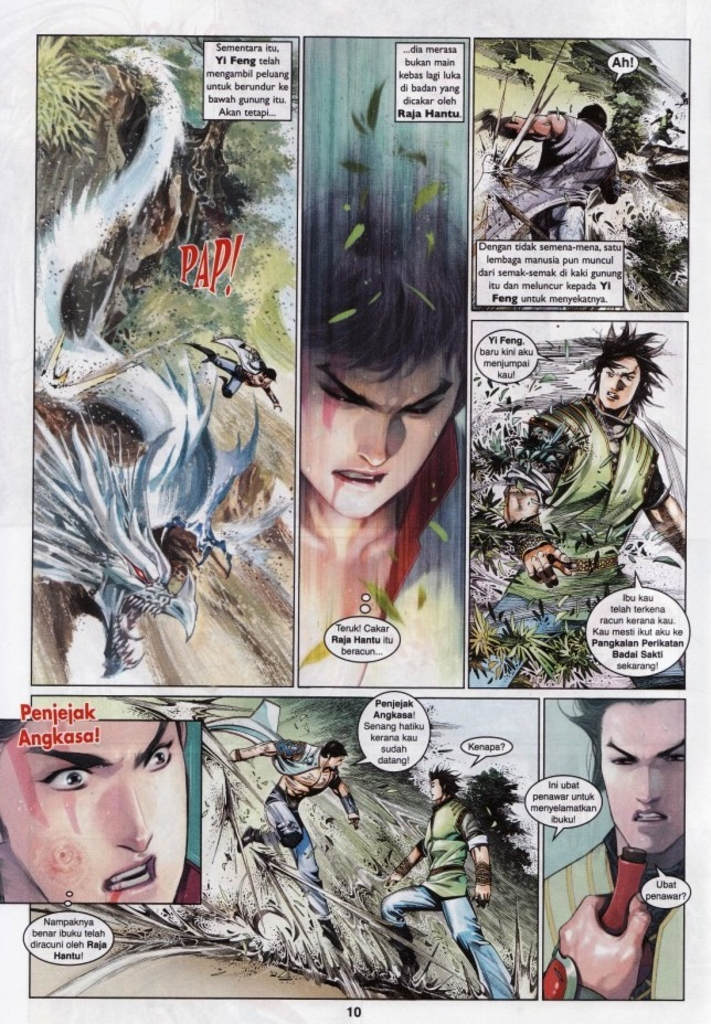 Sementara itu,
Yi Feng telah
mengambil peluang
untuk berundur ke
bawah gunung itu.
Akan tetapi...
PAP!
...dia merasa
bukan main
kebas lagi luka
di badan yang
dicakar oleh
Raja Hantu.
Teruk! Cakar
Raja Hantu itu
beracun...
Ah!
Dengan tidak semena-mena, satu
lembaga manusia pun muncul
dari semak-semak di kaki gunung
itu dan meluncur kepada Yi
Feng untuk menyekatnya.
Yi Feng,
baru kini aku
menjumpai
kau!
Ibu kau
telah terkena
racun kerana kau.
Kau mesti ikut aku ke
Pangkalan Perikatan
Badai Sakti
sekarang!
Penjejak
Angkasa!
Nampaknya
benar ibuku telah
diracuni oleh Raja
Hantu!
Penjejak
Angkasa!
Senang hatiku
kerana kau
sudah
datang!
Kenapa?
Ini ubat
penawar untuk
menyelamatkan
ibuku!
Ubat
penawar?
10